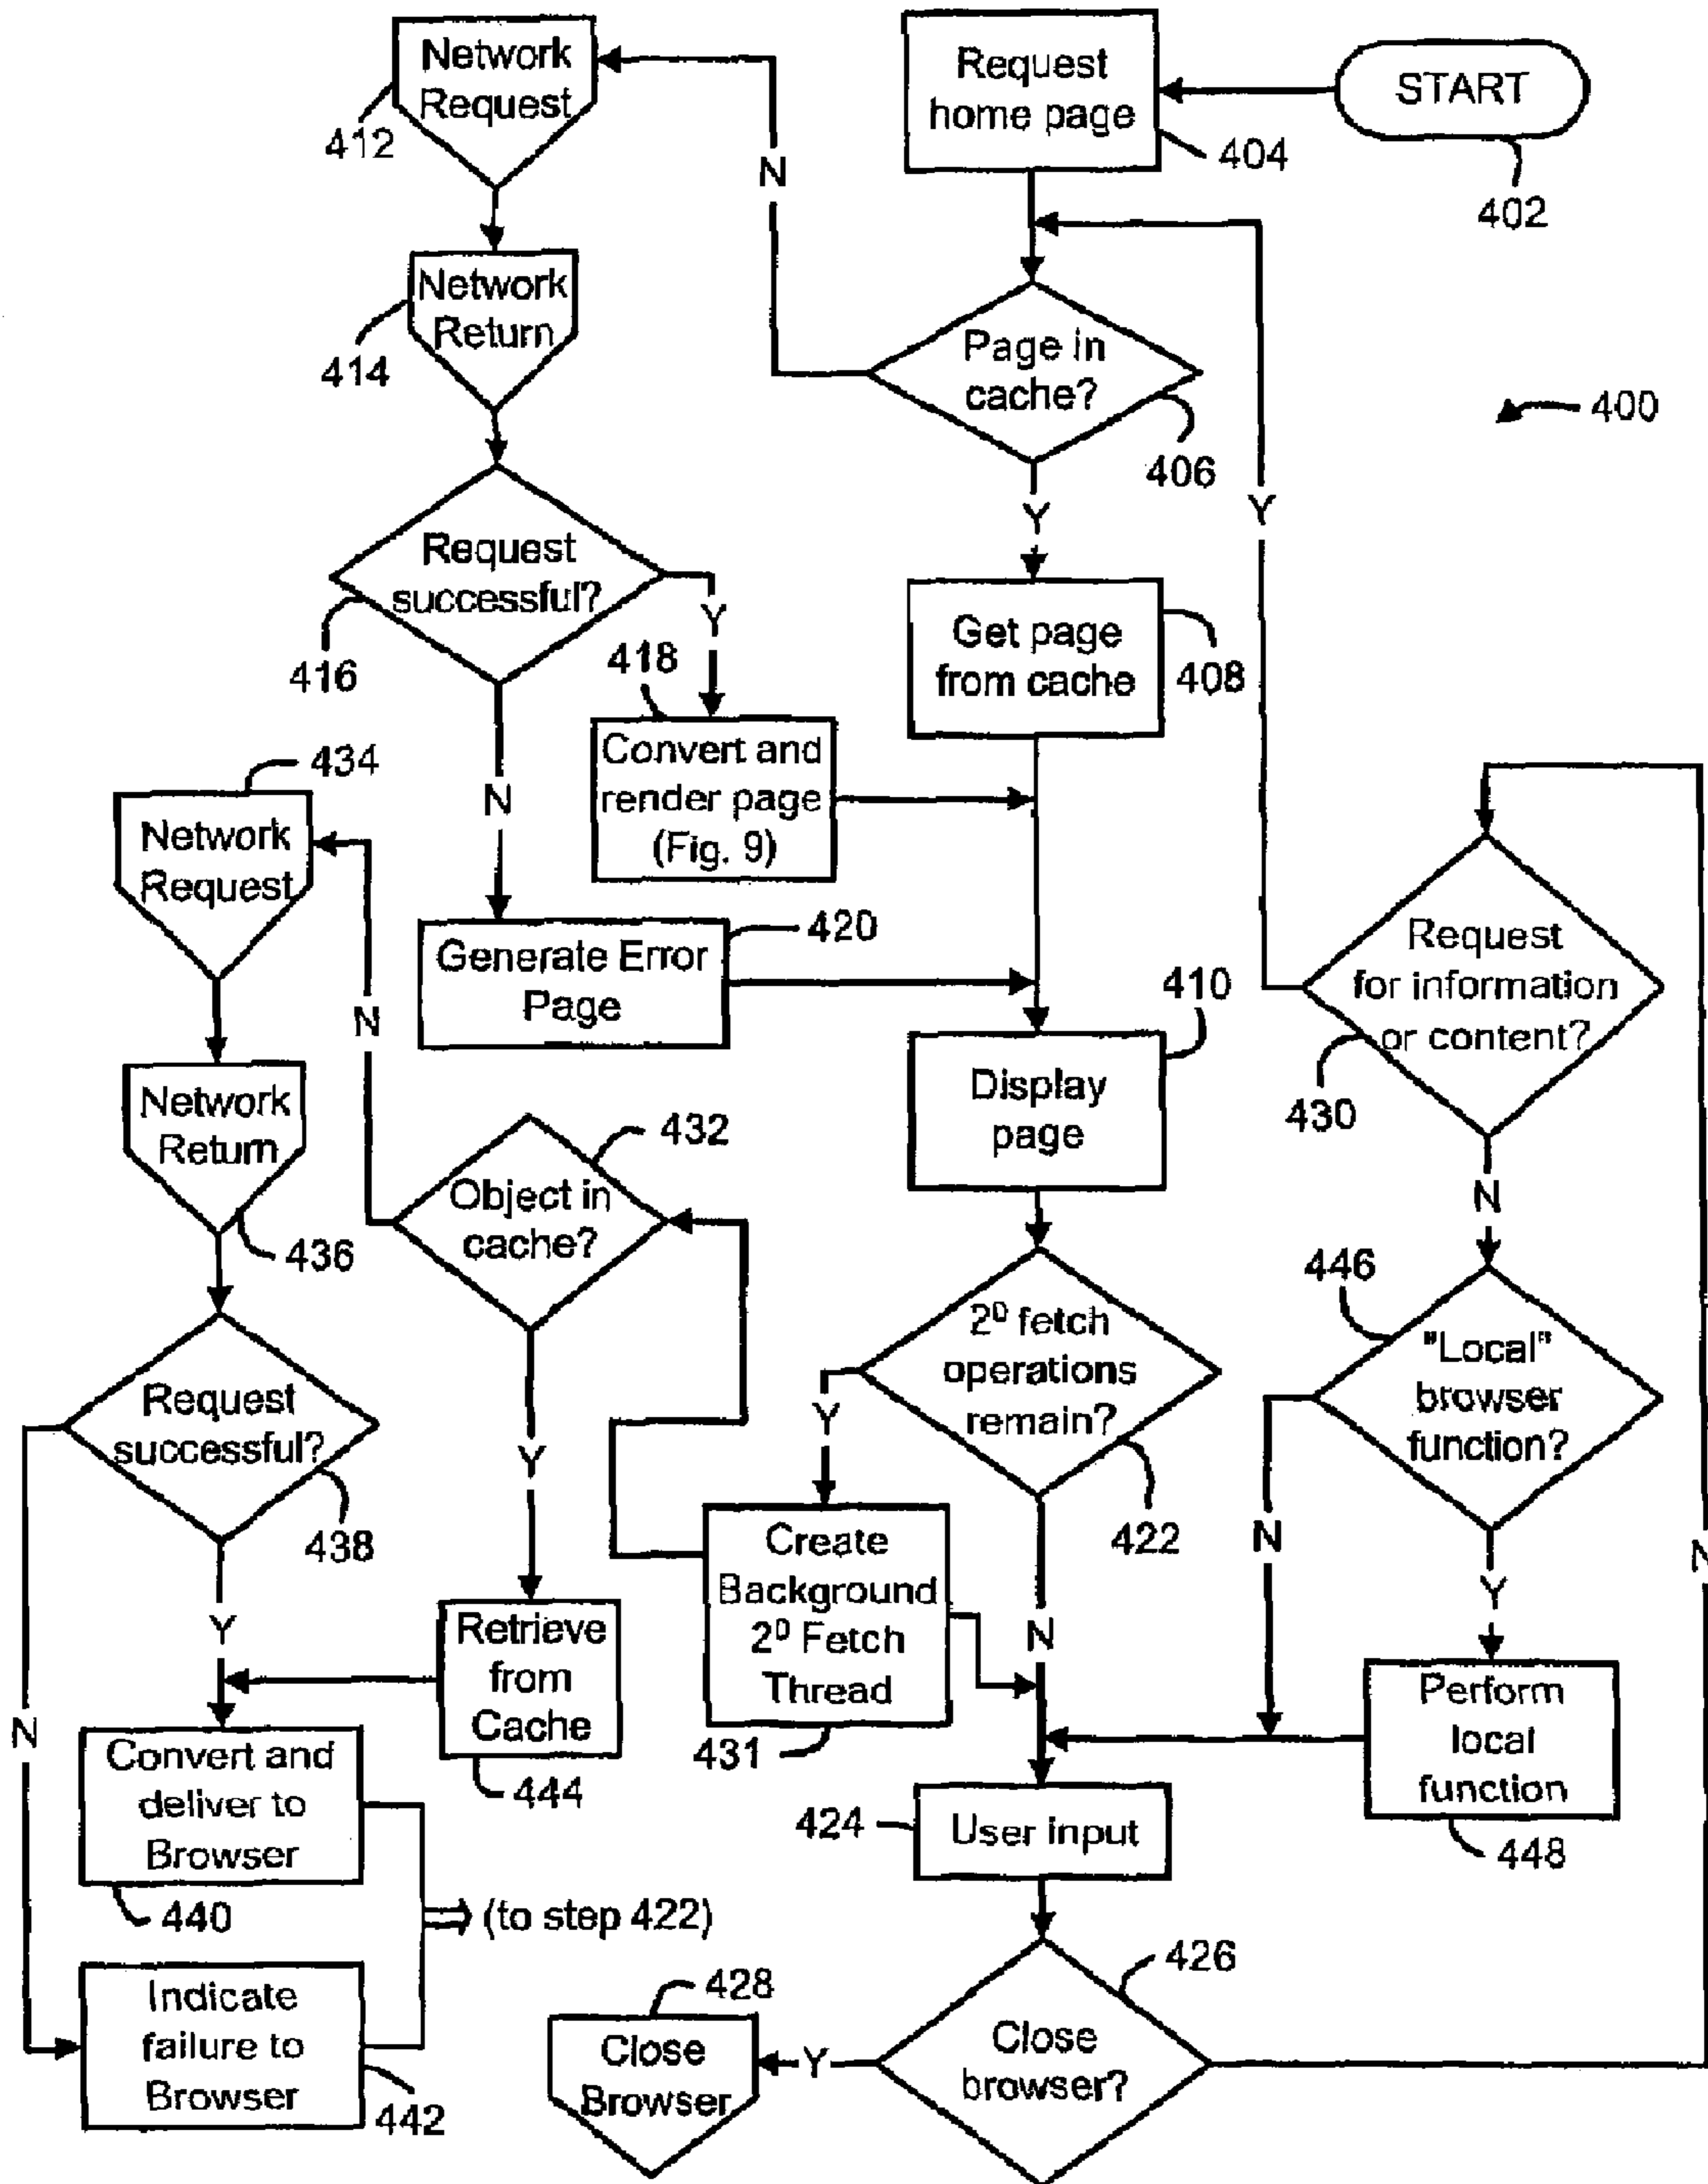 START
402
Request
home page
404
Network
Request
412
N
Network
Return
414
Page in
cache?
406
400
Y
Y
Request
successful?
416
Y
418
Get page
from cache
408
N
Convert and
render page
(Fig. 9)
434
Network
Request
Generate Error
Page
420
N
410
Display
page
Request
for information
or content?
430
N
Network
Return
436
432
Object in
cache?
2º fetch
operations
remain?
422
Y
446
"Local"
browser
function?
N
Y
Request
successful?
438
Y
Y
N
Create
Background
2º Fetch
Thread
431
N
N
Retrieve
from
Cache
444
Perform
local
function
448
N
Convert and
deliver to
Browser
440
424
User input
(to step 422)
426
Indicate
failure to
Browser
442
428
Close
Browser
Y
Close
browser?